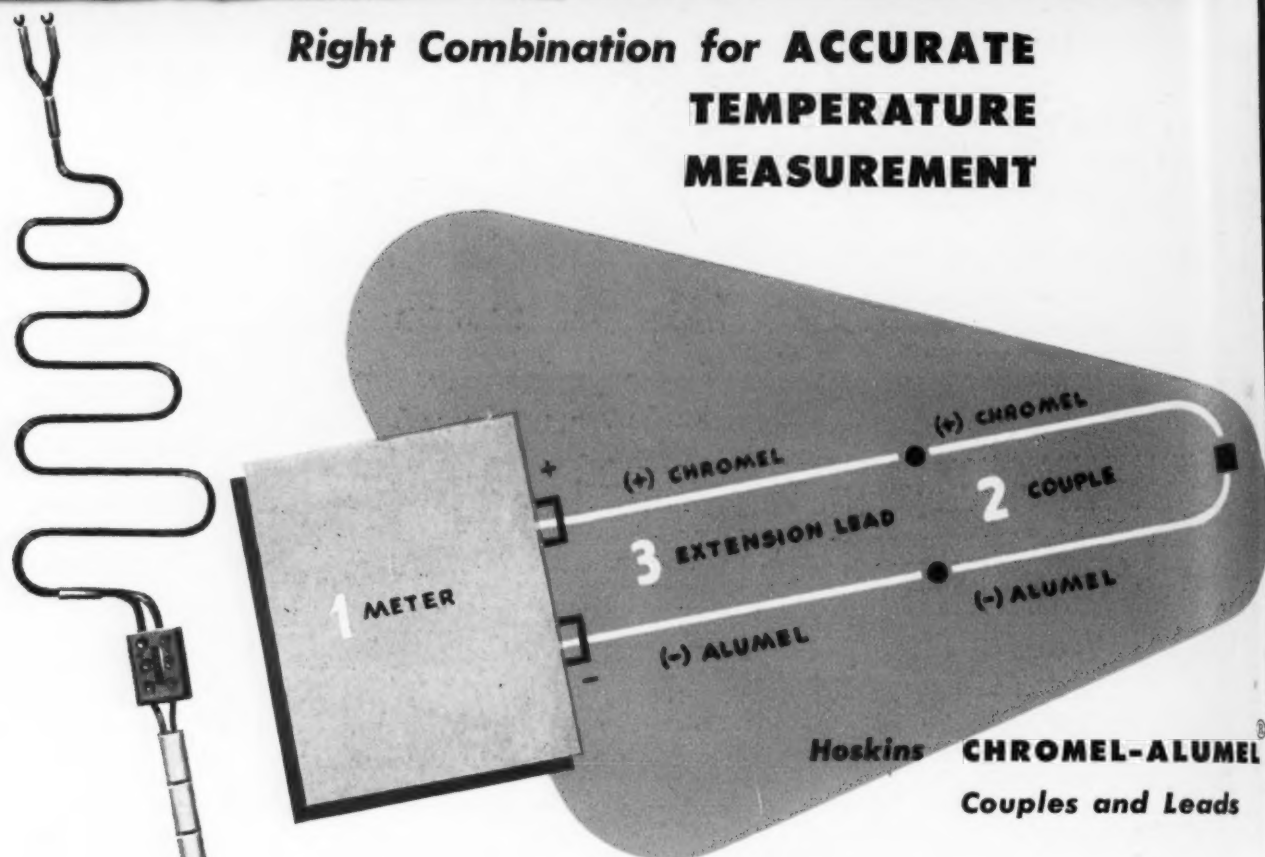 Right Combination for ACCURATE
TEMPERATURE
MEASUREMENT
+
(+) CHROMEL
(+) CHROMEL
1 METER
3 EXTENSION LEAD
2 COUPLE
(-) ALUMEL
(-) ALUMEL
-
Hoskins CHROMEL-ALUMEL®
Couples and Leads